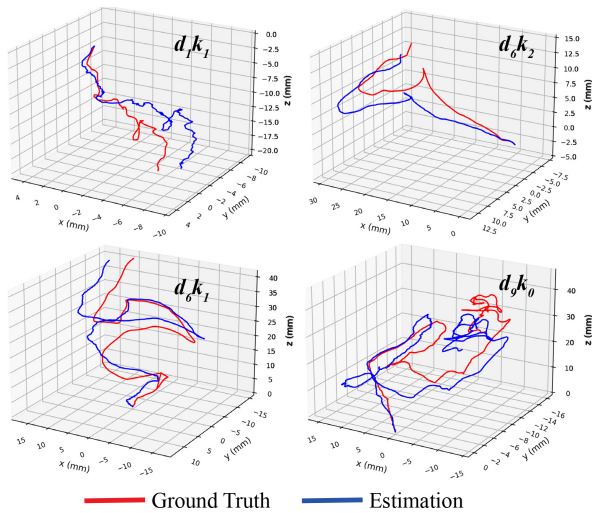 d₁k₁
0.0
−2.5
−5.0
−7.5
−10.0
−12.5
−15.0
−17.5
−20.0
z (mm)
4 2 0 −2 −4 −6 −8 −10
x (mm)
4 2 0 −2 −4 −6 −8 −10
y (mm)
d₆k₂
15.0
12.5
10.0
7.5
5.0
2.5
0.0
−2.5
−5.0
z (mm)
30 25 20 15 10 5 0
x (mm)
12.5 10.0 7.5 5.0 2.5 0.0 −2.5 −5.0 −7.5
y (mm)
d₆k₁
40
35
30
25
20
15
10
5
0
z (mm)
15 10 5 0 −5 −10 −15
x (mm)
10 5 0 −5 −10 −15
y (mm)
d₉k₀
40
30
20
10
0
z (mm)
15 10 5 0 −5 −10 −15
x (mm)
2 0 −2 −4 −6 −8 −10 −12 −14 −16
y (mm)
Ground Truth Estimation